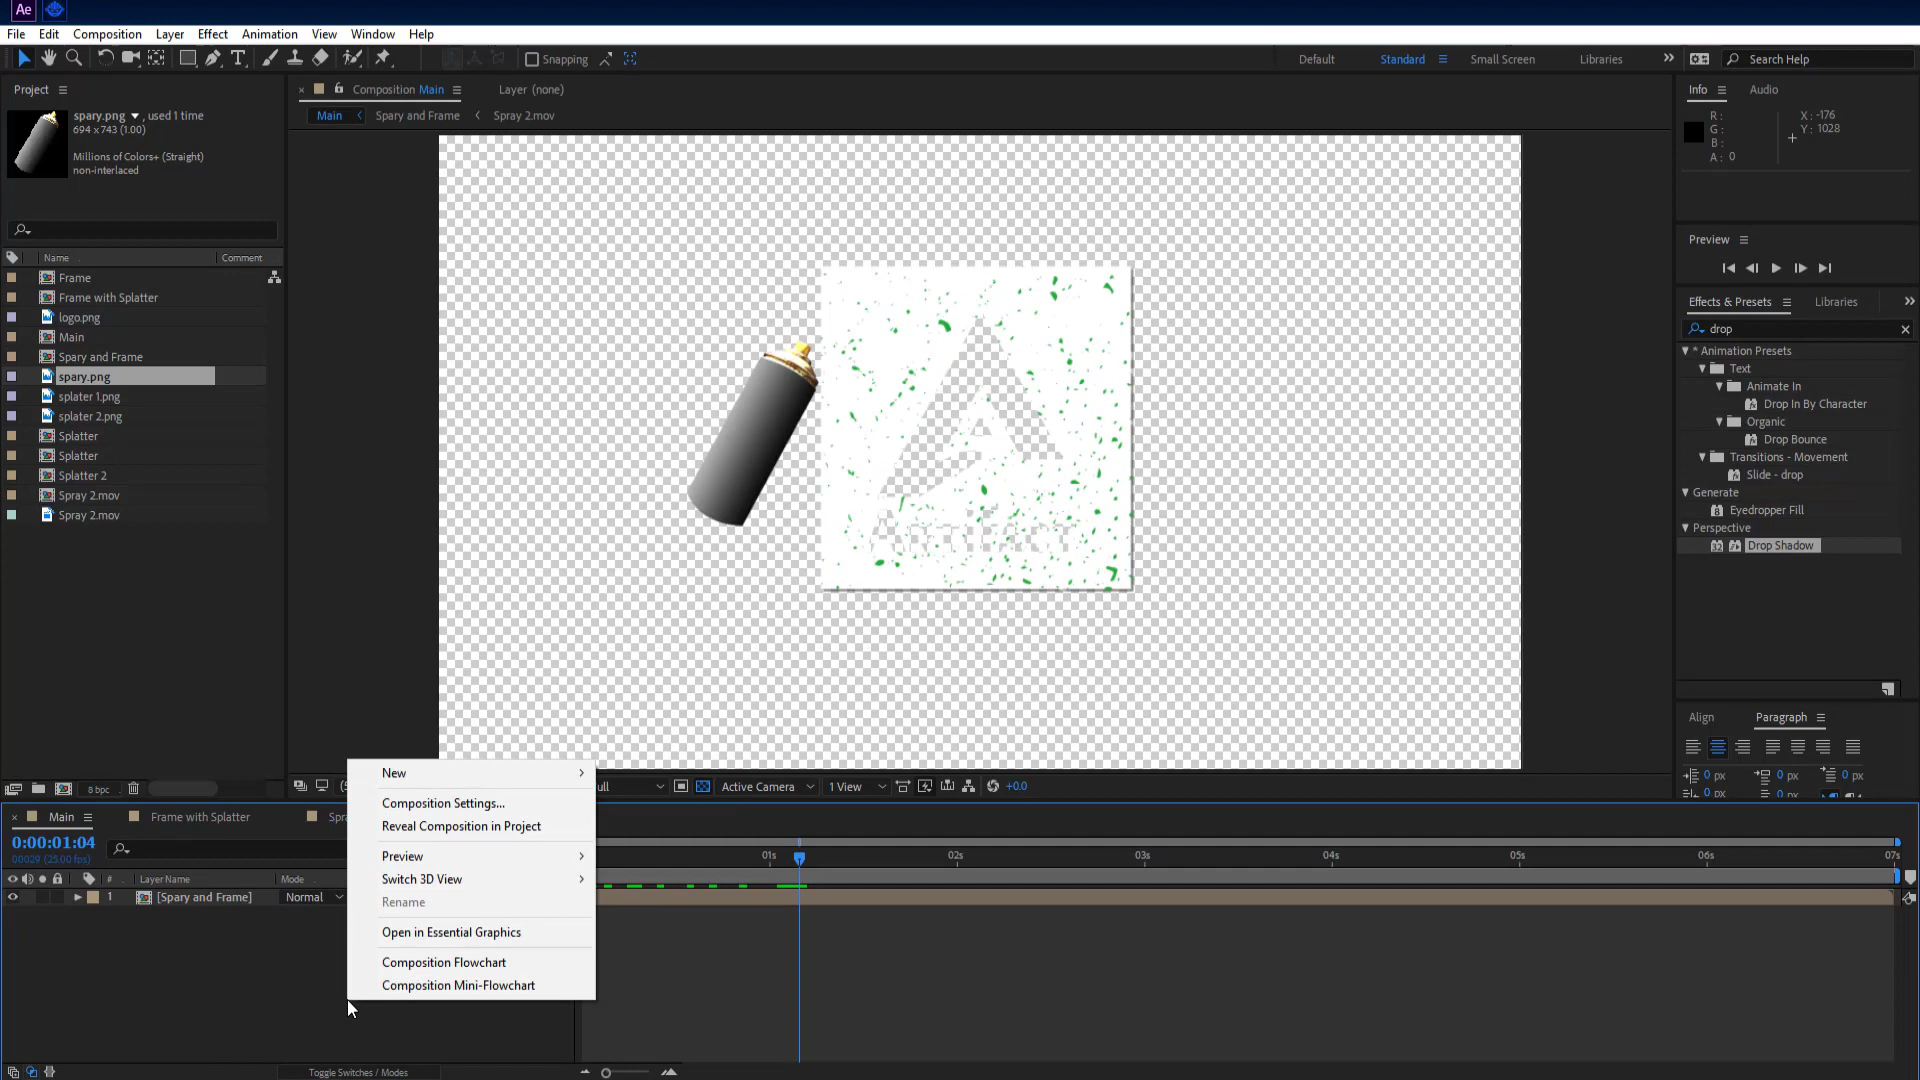 Ae
File Edit Composition Layer Effect Animation View Window Help
Snapping
Default Standard Small Screen Libraries Search Help
Project
spary.png , used 1 time
694 x 743 (1.00)
Millions of Colors+ (Straight)
non-interlaced
Name Comment
Frame
Frame with Splatter
logo.png
Main
Spary and Frame
spary.png
splater 1.png
splater 2.png
Splatter
Splatter
Splatter 2
Spray 2.mov
Spray 2.mov
8 bpc
Composition Main Layer (none)
Main Spary and Frame Spray 2.mov
Artifact
Active Camera 1 View +0.0
New
Composition Settings...
Reveal Composition in Project
Preview
Switch 3D View
Rename
Open in Essential Graphics
Composition Flowchart
Composition Mini-Flowchart
Info Audio
R : X : -176
G : Y : 1028
B :
A : 0
Preview
Effects & Presets Libraries
drop
* Animation Presets
Text
Animate In
Drop In By Character
Organic
Drop Bounce
Transitions - Movement
Slide - drop
Generate
Eyedropper Fill
Perspective
Drop Shadow
Align Paragraph
0 px 0 px 0 px
0 px 0 px
Main Frame with Splatter
0:00:01:04
00029 (25.00 fps)
# Layer Name Mode
1 [Spary and Frame] Normal
01s 02s 03s 04s 05s 06s 07s
Toggle Switches / Modes